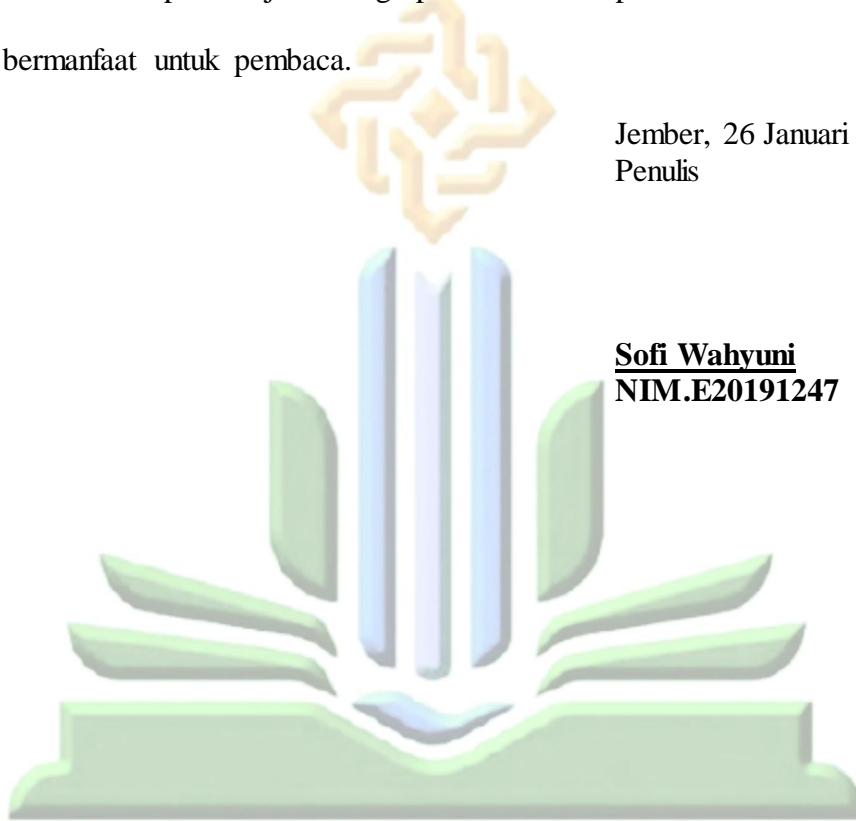 bermanfaat untuk pembaca.
Jember, 26 Januari
Penulis
Sofi Wahyuni
NIM.E20191247